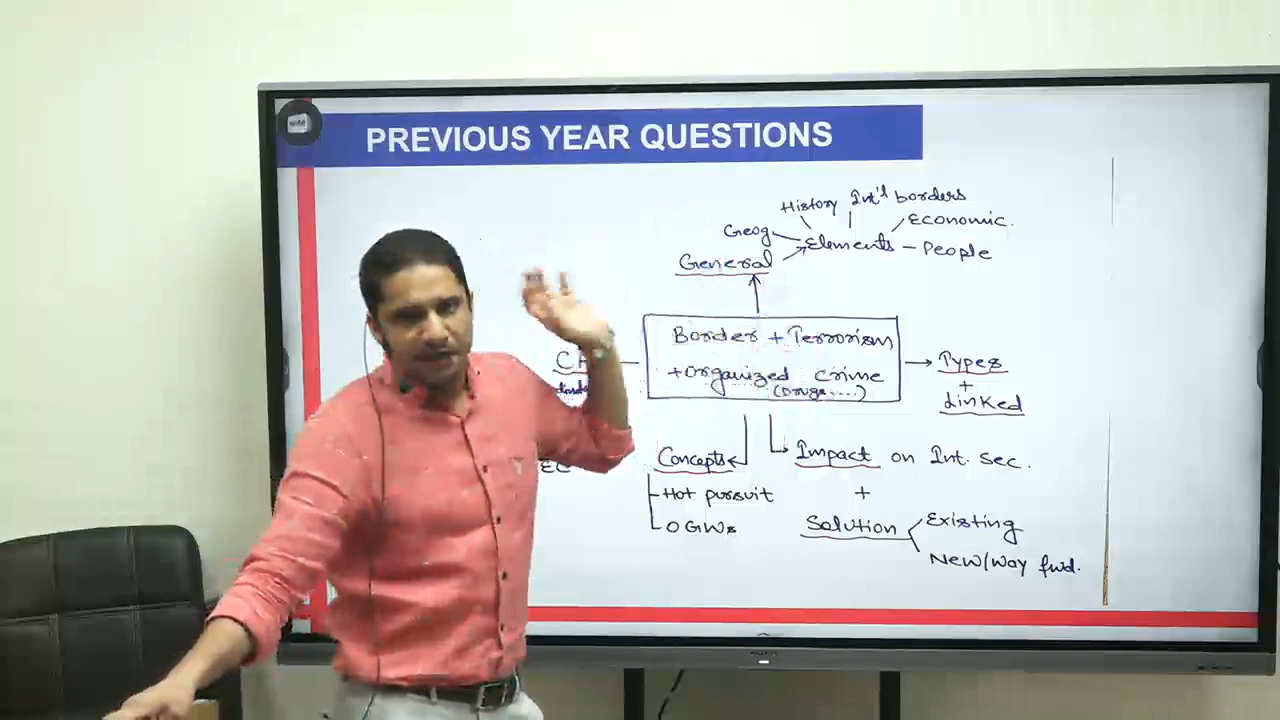 PREVIOUS YEAR QUESTIONS
History Int'l borders
Economic.
Geog
Elements – People
General
Border + Terrorism
+Organized crime
(Drugs....)
Types
+
Linked
Concepts
Impact on Int. Sec.
Hot pursuit
+
OGWs
Solution
Existing
New/Way fwd.